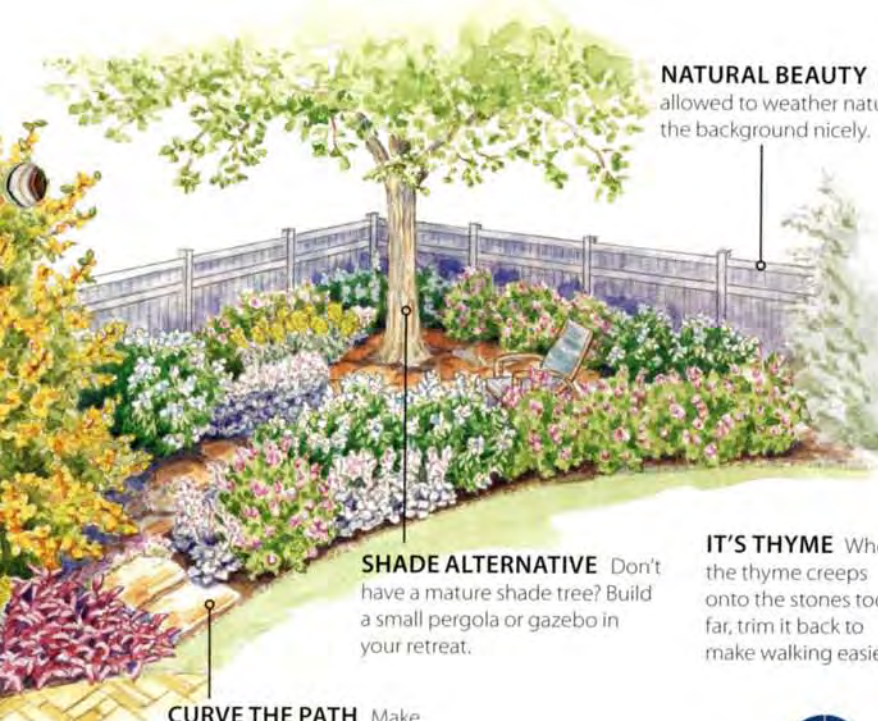 NATURAL BEAUTY
allowed to weather
the background nicely.
SHADE ALTERNATIVE Don't
have a mature shade tree? Build
a small pergola or gazebo in
your retreat.
IT'S THYME
the thyme creeps
onto the stones
far, trim it back to
make walking
CURVE THE PATH Make